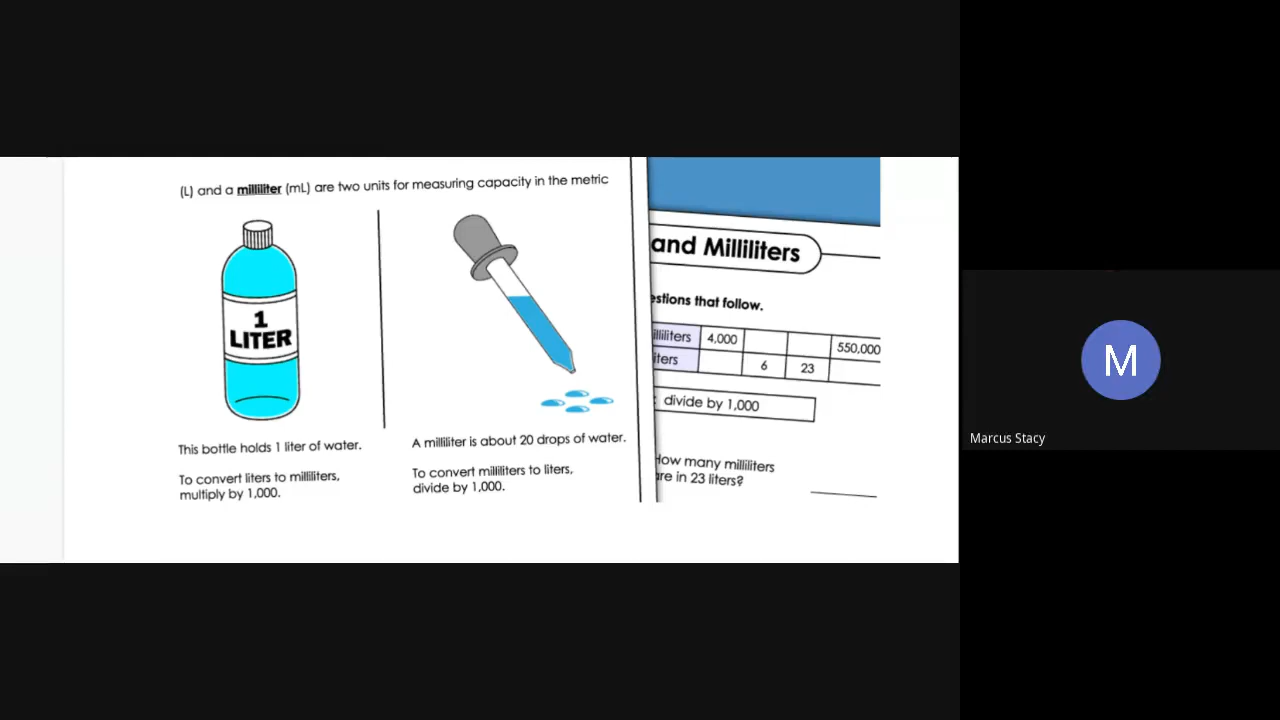 (L) and a milliliter (mL) are two units for measuring capacity in the metric
1
LITER
This bottle holds 1 liter of water.
To convert liters to milliliters,
multiply by 1,000.
A milliliter is about 20 drops of water.
To convert milliliters to liters,
divide by 1,000.
and Milliliters
estions that follow.
illiliters 4,000 550,000
iters 6 23
: divide by 1,000
How many milliliters
are in 23 liters?
M
Marcus Stacy